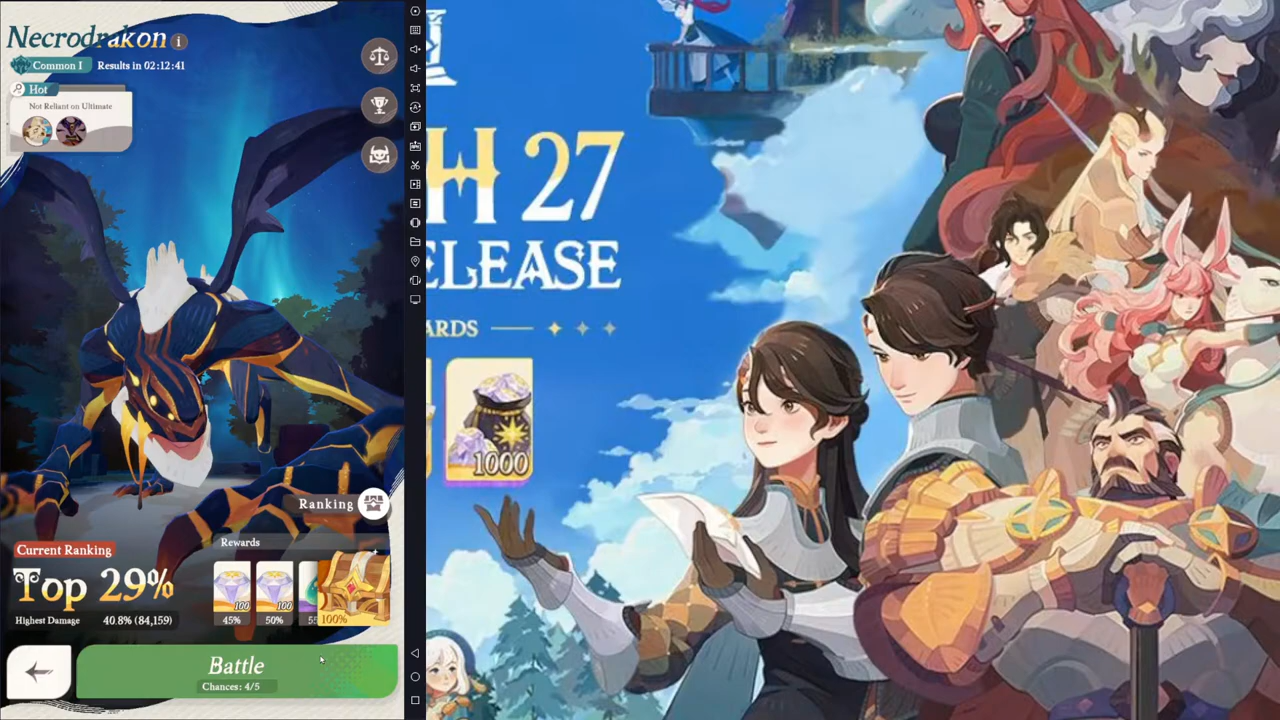 Necrodrakon
Common I
Results in 02:12:41
Hot
Not Reliant on Ultimate
Ranking
Current Ranking
Top 29%
Highest Damage
40.8% (84,159)
Rewards
100
100
45%
50%
55
100%
Battle
Chances: 4/5
H 27
ELEASE
ARDS
1000